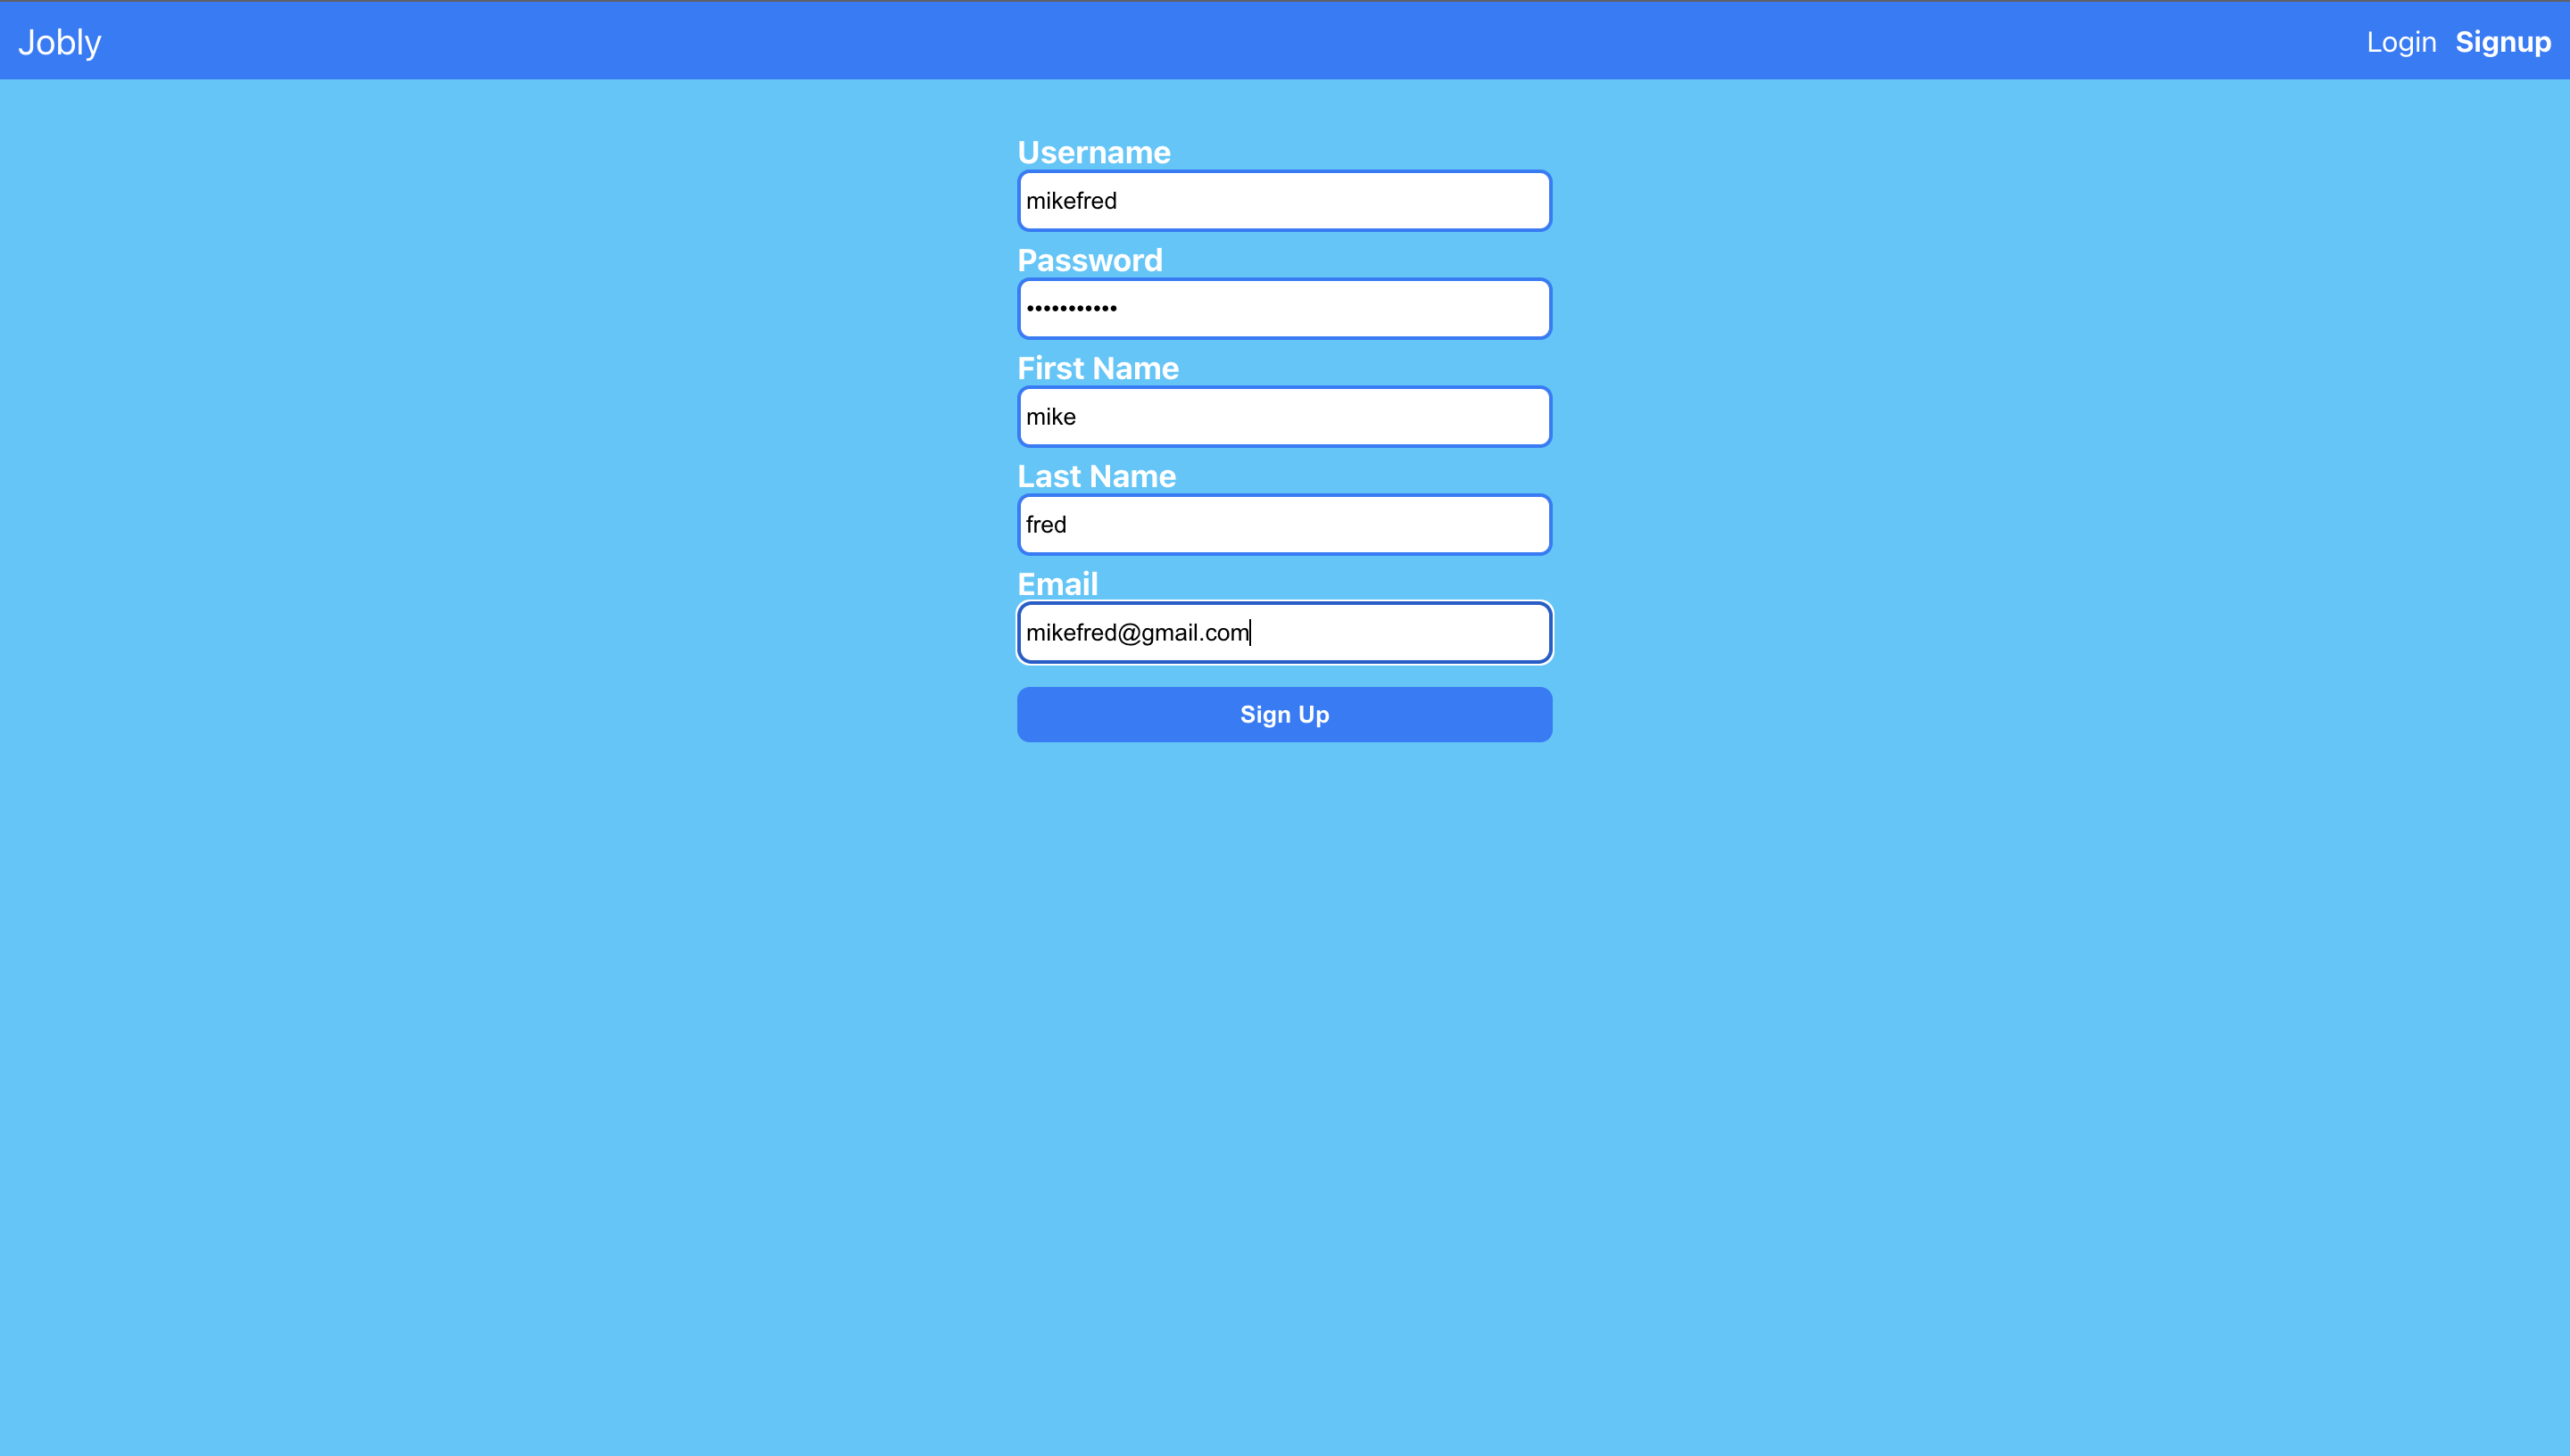 Jobly
Login Signup
Username
mikefred
Password
•••••••••••
First Name
mike
Last Name
fred
Email
mikefred@gmail.com
Sign Up